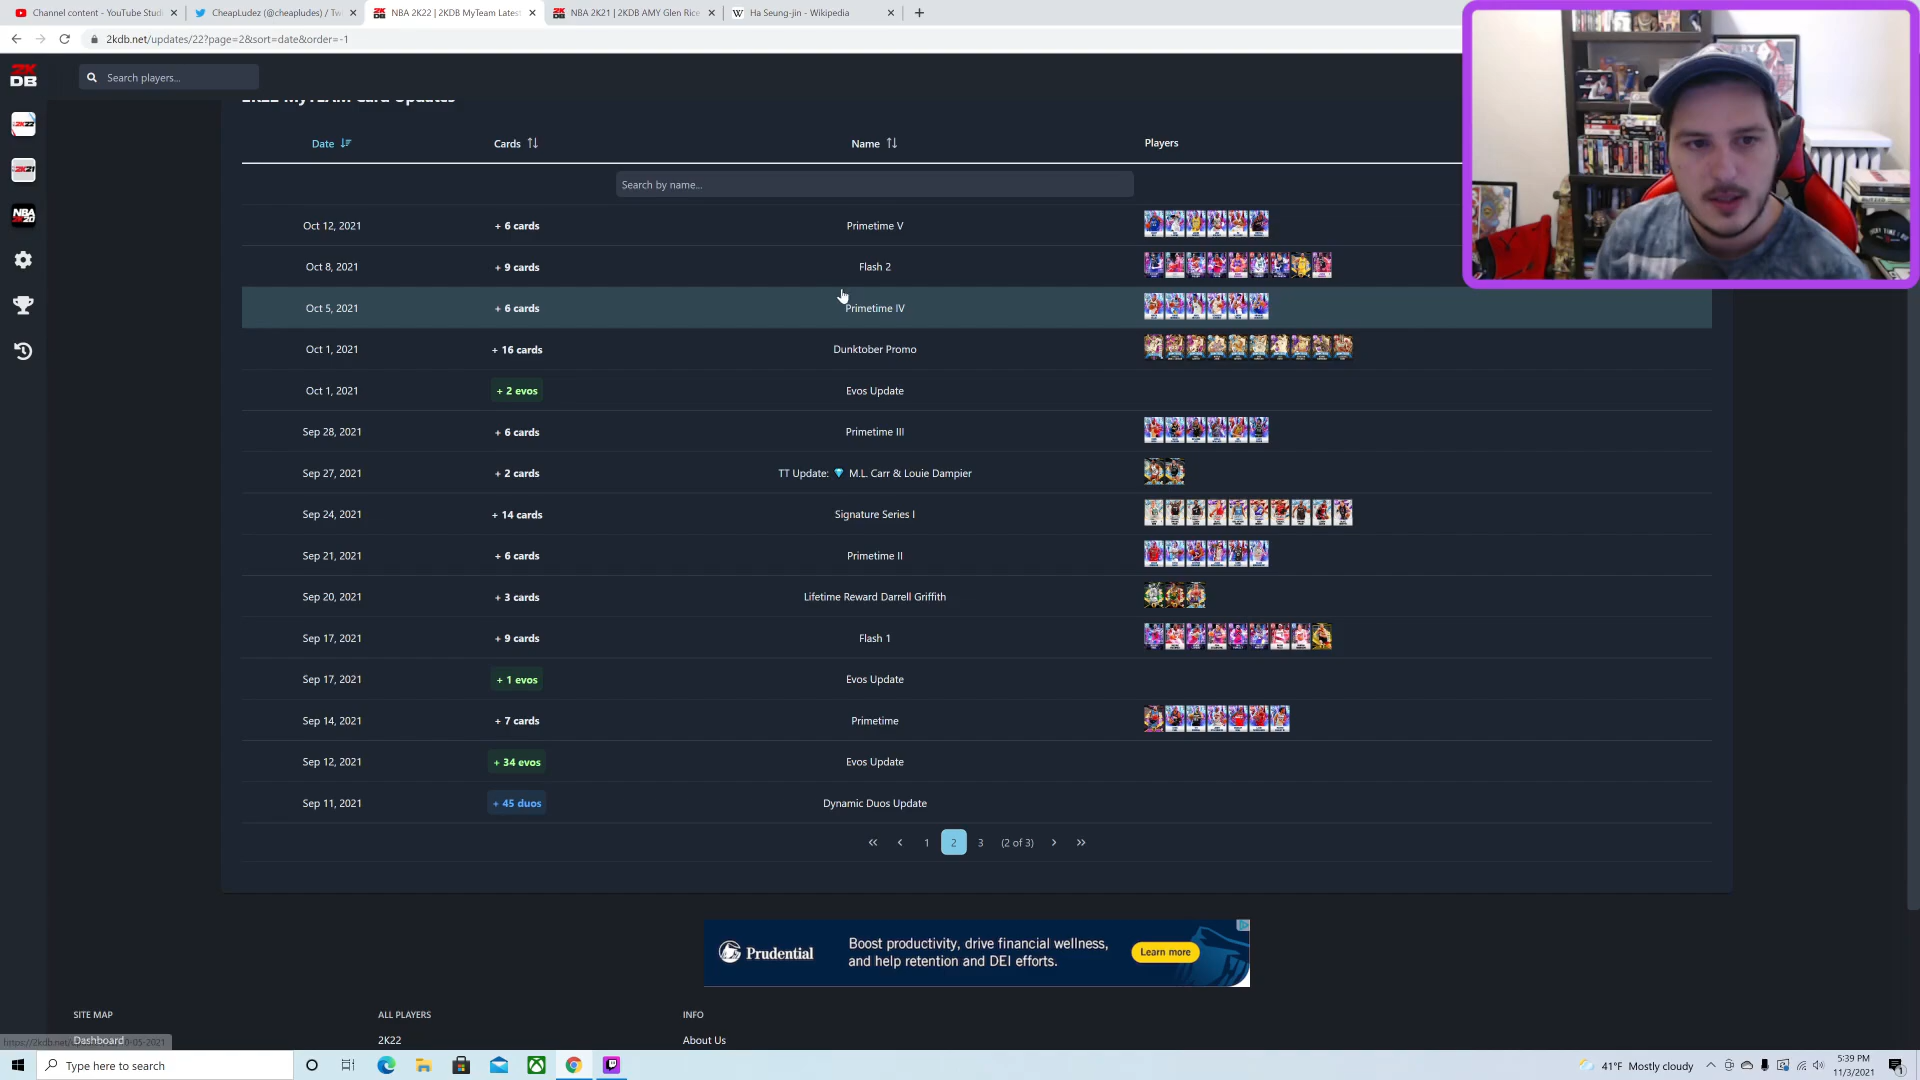 Channel content - YouTube Studi
CheapLudez (@cheapludes) / Tw
NBA 2K22 | 2KDB MyTeam Latest
NBA 2K21 | 2KDB AMY Glen Rice
Ha Seung-jin - Wikipedia
2kdb.net/updates/22?page=2&sort=date&order=-1
2K DB
Search players...
2K22 MyTEAM Card Updates
Date Cards Name Players
Search by name...
Oct 12, 2021 + 6 cards Primetime V
Oct 8, 2021 + 9 cards Flash 2
Oct 5, 2021 + 6 cards Primetime IV
Oct 1, 2021 + 16 cards Dunktober Promo
Oct 1, 2021 + 2 evos Evos Update
Sep 28, 2021 + 6 cards Primetime III
Sep 27, 2021 + 2 cards TT Update: 💎 M.L. Carr & Louie Dampier
Sep 24, 2021 + 14 cards Signature Series I
Sep 21, 2021 + 6 cards Primetime II
Sep 20, 2021 + 3 cards Lifetime Reward Darrell Griffith
Sep 17, 2021 + 9 cards Flash 1
Sep 17, 2021 + 1 evos Evos Update
Sep 14, 2021 + 7 cards Primetime
Sep 12, 2021 + 34 evos Evos Update
Sep 11, 2021 + 45 duos Dynamic Duos Update
« ‹ 1 2 3 (2 of 3) › »
Prudential
Boost productivity, drive financial wellness,
and help retention and DEI efforts.
Learn more
SITE MAP ALL PLAYERS INFO
Dashboard 2K22 About Us
Type here to search
41°F Mostly cloudy
5:39 PM
11/3/2021